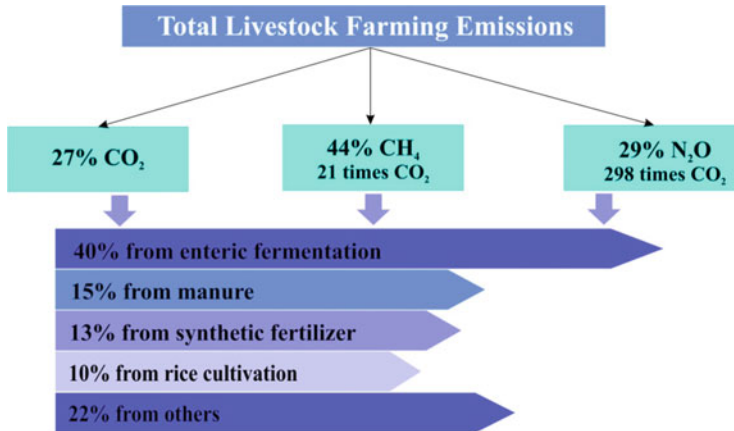 Total Livestock Farming Emissions
27% CO₂
44% CH₄
21 times CO₂
29% N₂O
298 times CO₂
40% from enteric fermentation
15% from manure
13% from synthetic fertilizer
10% from rice cultivation
22% from others